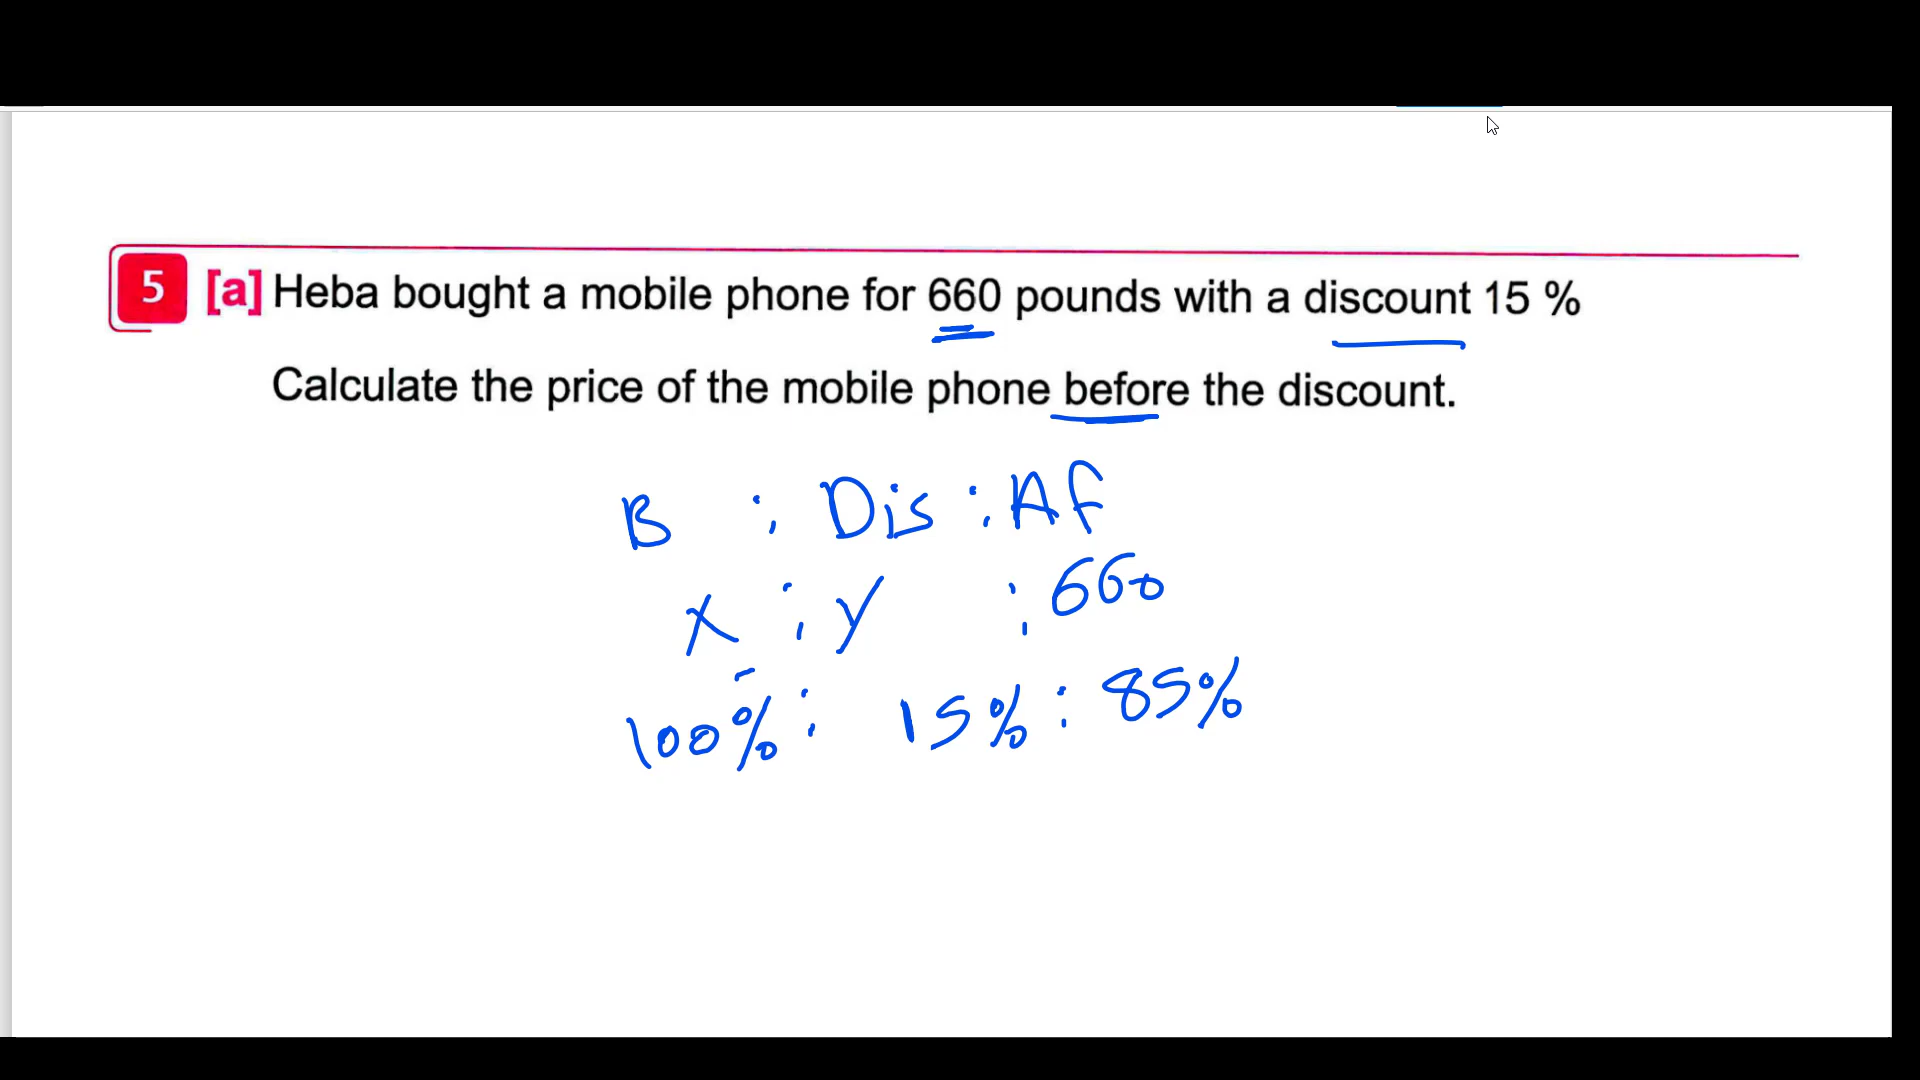 5 [a] Heba bought a mobile phone for 660 pounds with a discount 15 %
Calculate the price of the mobile phone before the discount.
B : Dis : Af
X : y : 660
100% : 15% : 85%